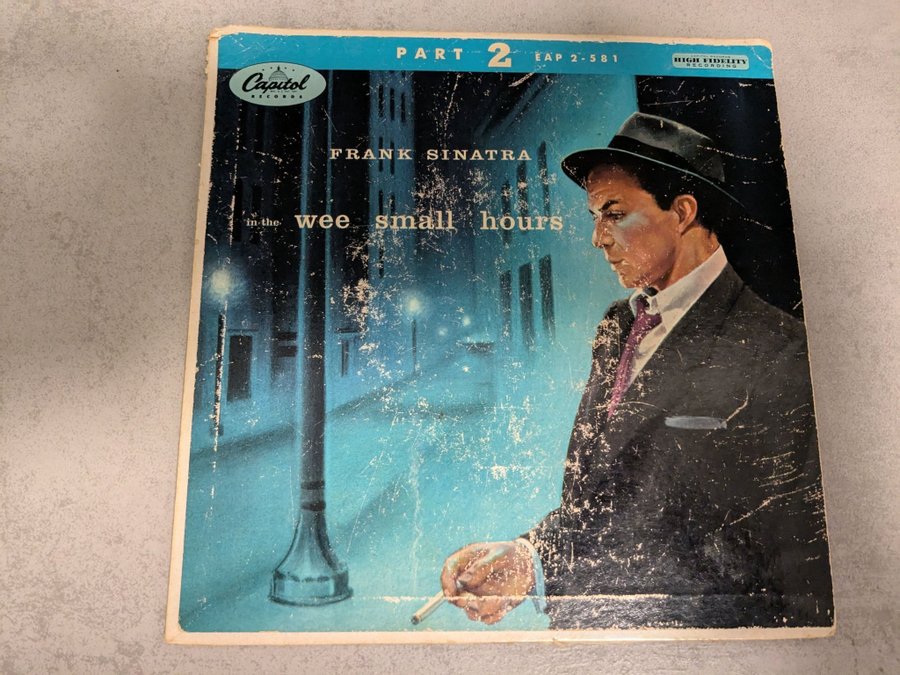 PART 2 EAP 2-581
HIGH FIDELITY
RECORDING
Capitol
RECORDS
FRANK SINATRA
in the wee small hours